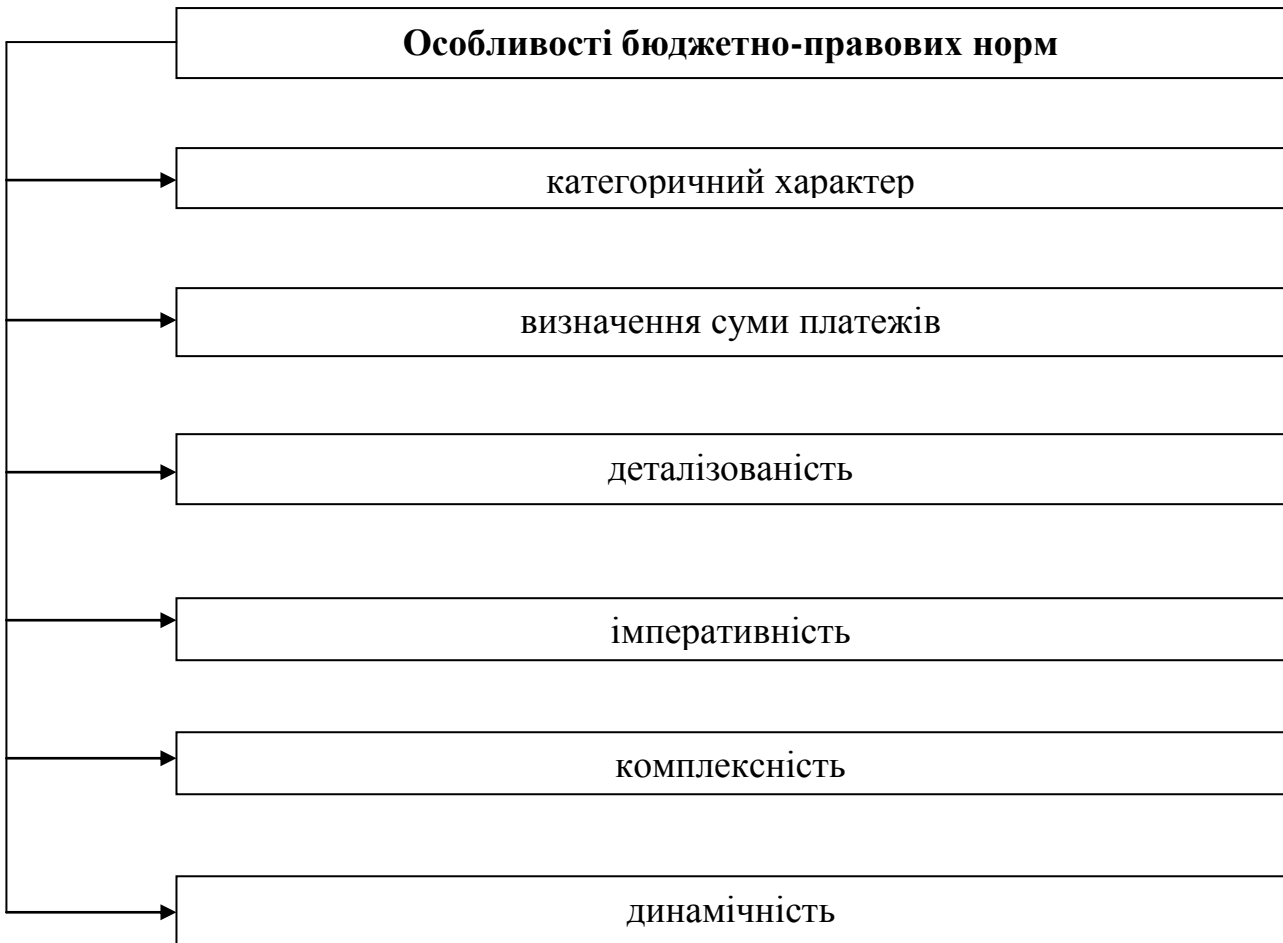 Особливості бюджетно-правових норм
категоричний характер
визначення суми платежів
деталізованість
імперативність
комплексність
динамічність